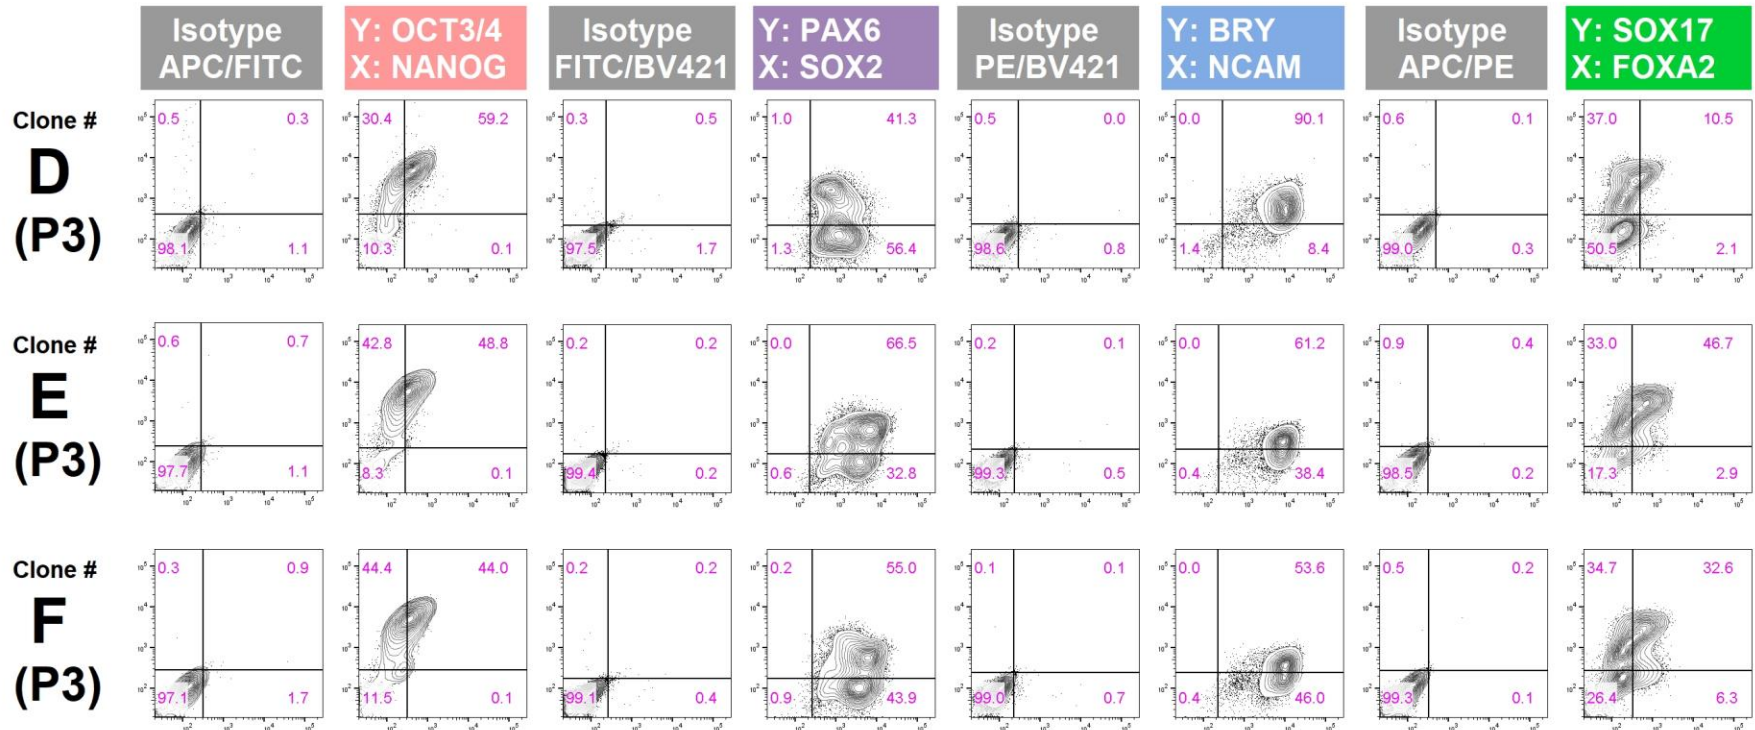 Isotype
APC/FITC
Y: OCT3/4
X: NANOG
Isotype
FITC/BV421
Y: PAX6
X: SOX2
Isotype
PE/BV421
Y: BRY
X: NCAM
Isotype
APC/PE
Y: SOX17
X: FOXA2
Clone #
D
(P3)
0.5 0.3
98.1 1.1
30.4 59.2
10.3 0.1
0.3 0.5
97.5 1.7
1.0 41.3
1.3 56.4
0.5 0.0
98.6 0.8
0.0 90.1
1.4 8.4
0.6 0.1
99.0 0.3
37.0 10.5
50.5 2.1
Clone #
E
(P3)
0.6 0.7
97.7 1.1
42.8 48.8
8.3 0.1
0.2 0.2
99.4 0.2
0.0 66.5
0.6 32.8
0.2 0.1
99.3 0.5
0.0 61.2
0.4 38.4
0.9 0.4
98.5 0.2
33.0 46.7
17.3 2.9
Clone #
F
(P3)
0.3 0.9
97.1 1.7
44.4 44.0
11.5 0.1
0.2 0.2
99.1 0.4
0.2 55.0
0.9 43.9
0.1 0.1
99.0 0.7
0.0 53.6
0.4 46.0
0.5 0.2
99.3 0.1
34.7 32.6
26.4 6.3